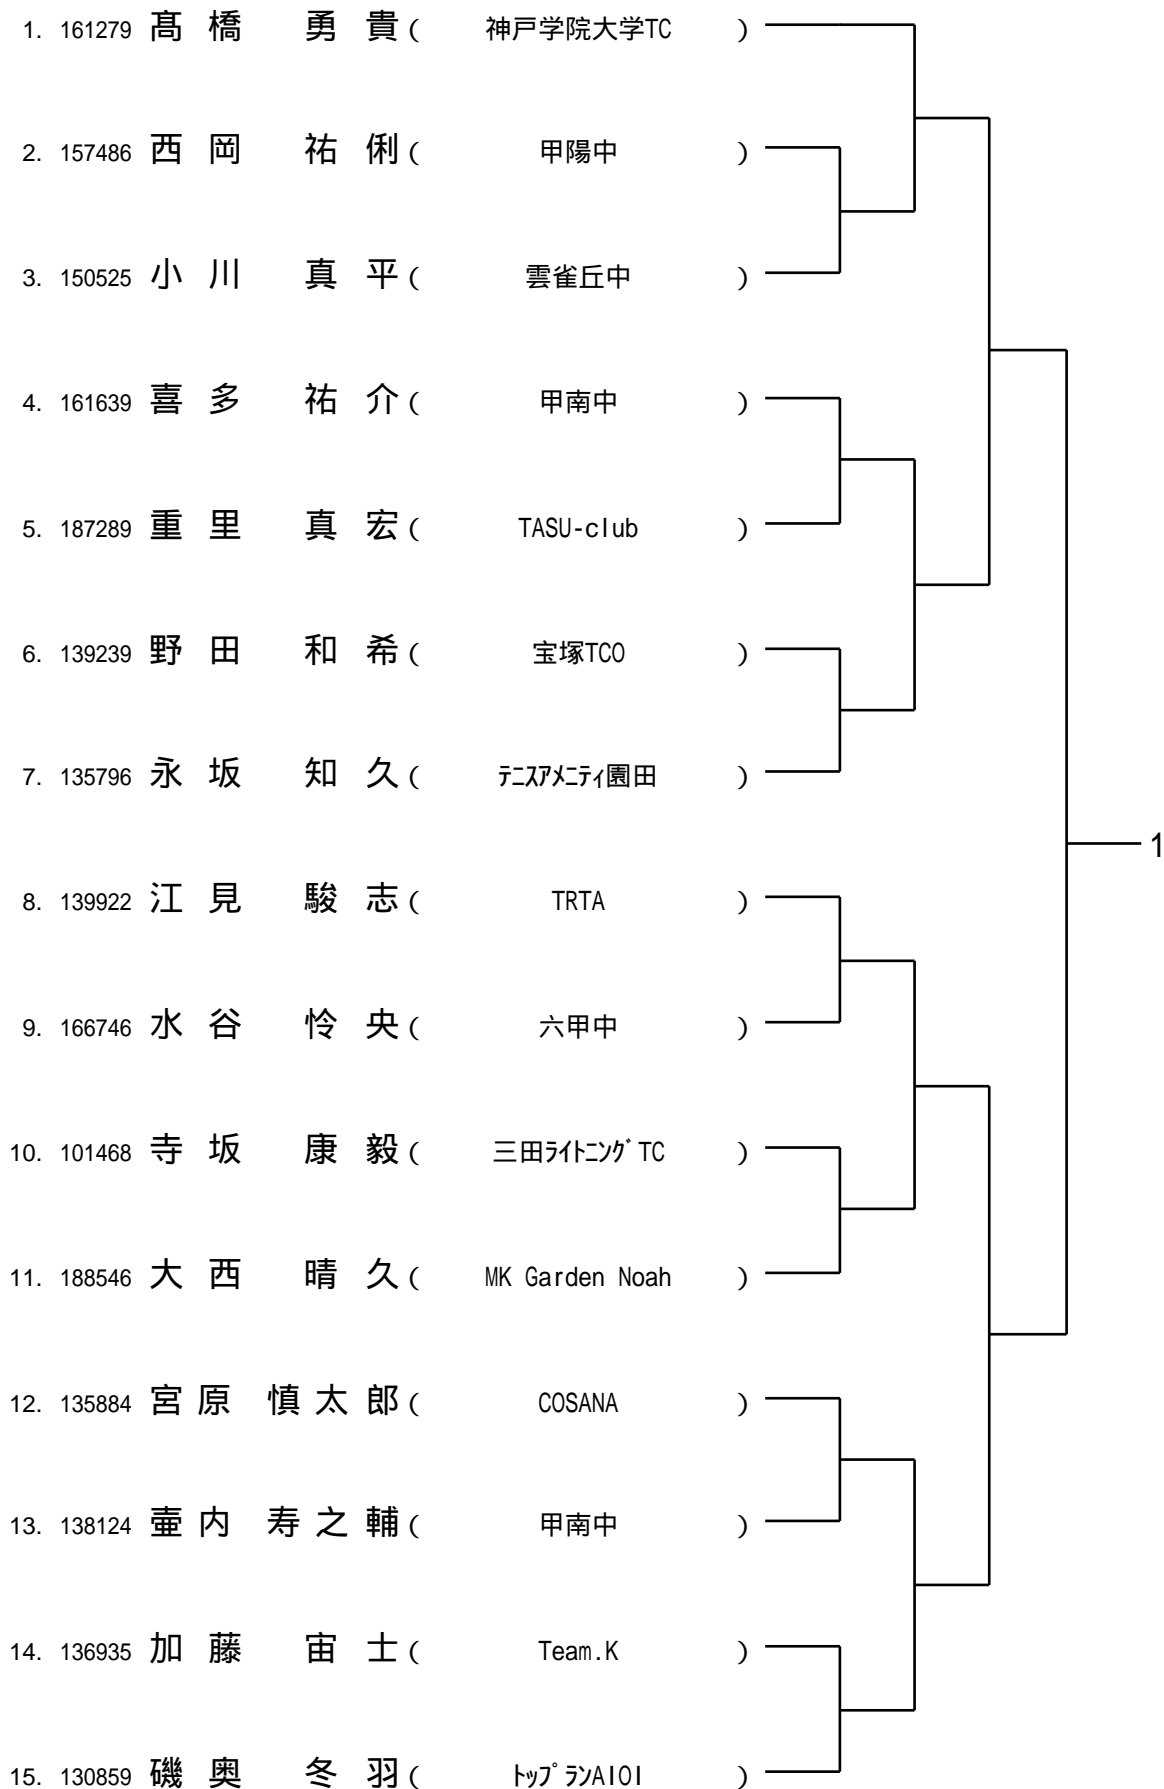 1. 161279 髙橋 勇貴 ( 神戸学院大学TC )
2. 157486 西岡 祐俐 ( 甲陽中 )
3. 150525 小川 真平 ( 雲雀丘中 )
4. 161639 喜多 祐介 ( 甲南中 )
5. 187289 重里 真宏 ( TASU-club )
6. 139239 野田 和希 ( 宝塚TCO )
7. 135796 永坂 知久 ( ﾃﾆｽｱﾒﾆﾃｨ園田 )
1
8. 139922 江見 駿志 ( TRTA )
9. 166746 水谷 怜央 ( 六甲中 )
10. 101468 寺坂 康毅 ( 三田ﾗｲﾄﾆﾝｸﾞTC )
11. 188546 大西 晴久 ( MK Garden Noah )
12. 135884 宮原 慎太郎 ( COSANA )
13. 138124 壷内 寿之輔 ( 甲南中 )
14. 136935 加藤 宙士 ( Team.K )
15. 130859 磯奥 冬羽 ( ﾄｯﾌﾟﾗﾝAIOI )